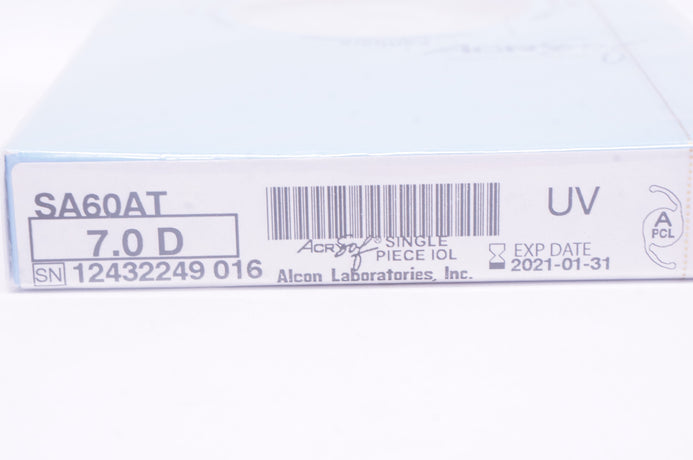 SA60AT
7.0 D
SN 12432249 016
AcrySof® SINGLE
PIECE IOL
Alcon Laboratories, Inc.
UV
EXP DATE
2021-01-31
A
PCL